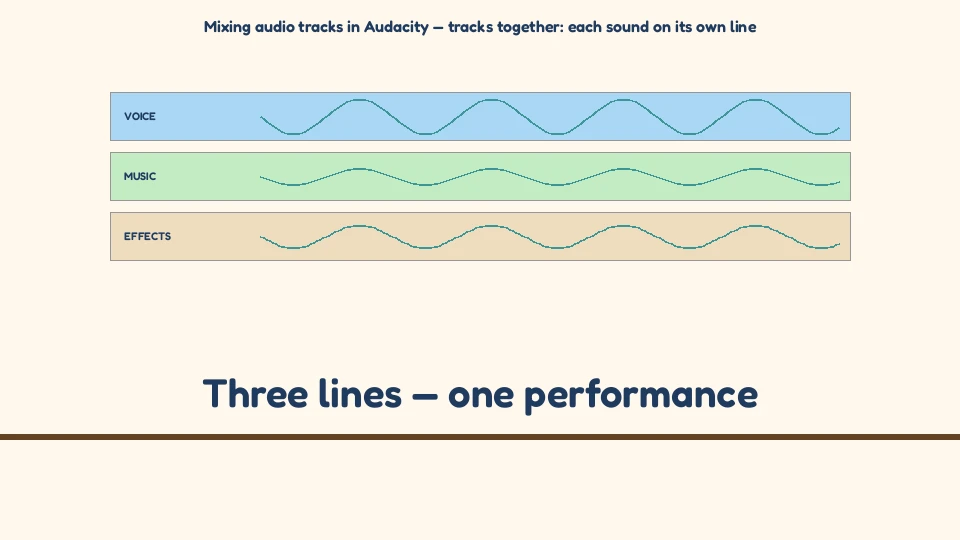 Mixing audio tracks in Audacity — tracks together: each sound on its own line
VOICE
MUSIC
EFFECTS
Three lines — one performance